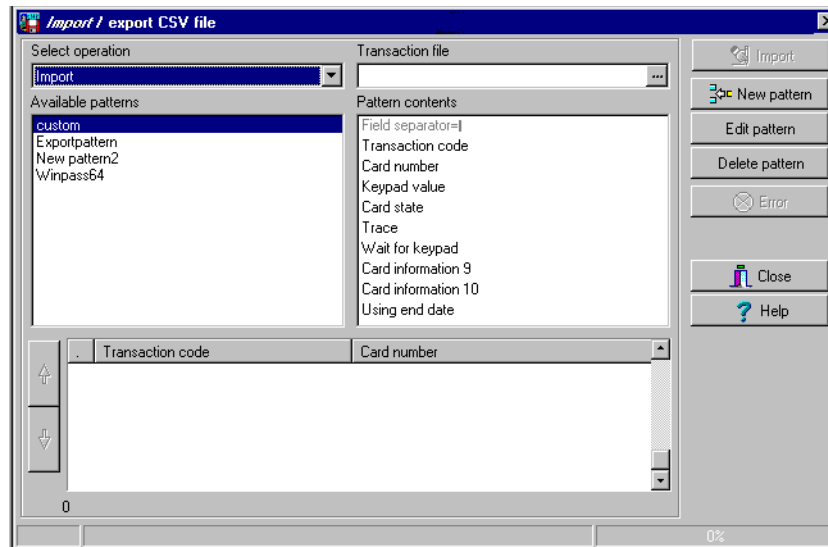 Import / export CSV file
Select operation
Import
Transaction file
...
Available patterns
custom
Exportpattern
New pattern2
Winpass64
Pattern contents
Field separator=|
Transaction code
Card number
Keypad value
Card state
Trace
Wait for keypad
Card information 9
Card information 10
Using end date
Import
New pattern
Edit pattern
Delete pattern
Error
Close
? Help
. Transaction code Card number
0
0%